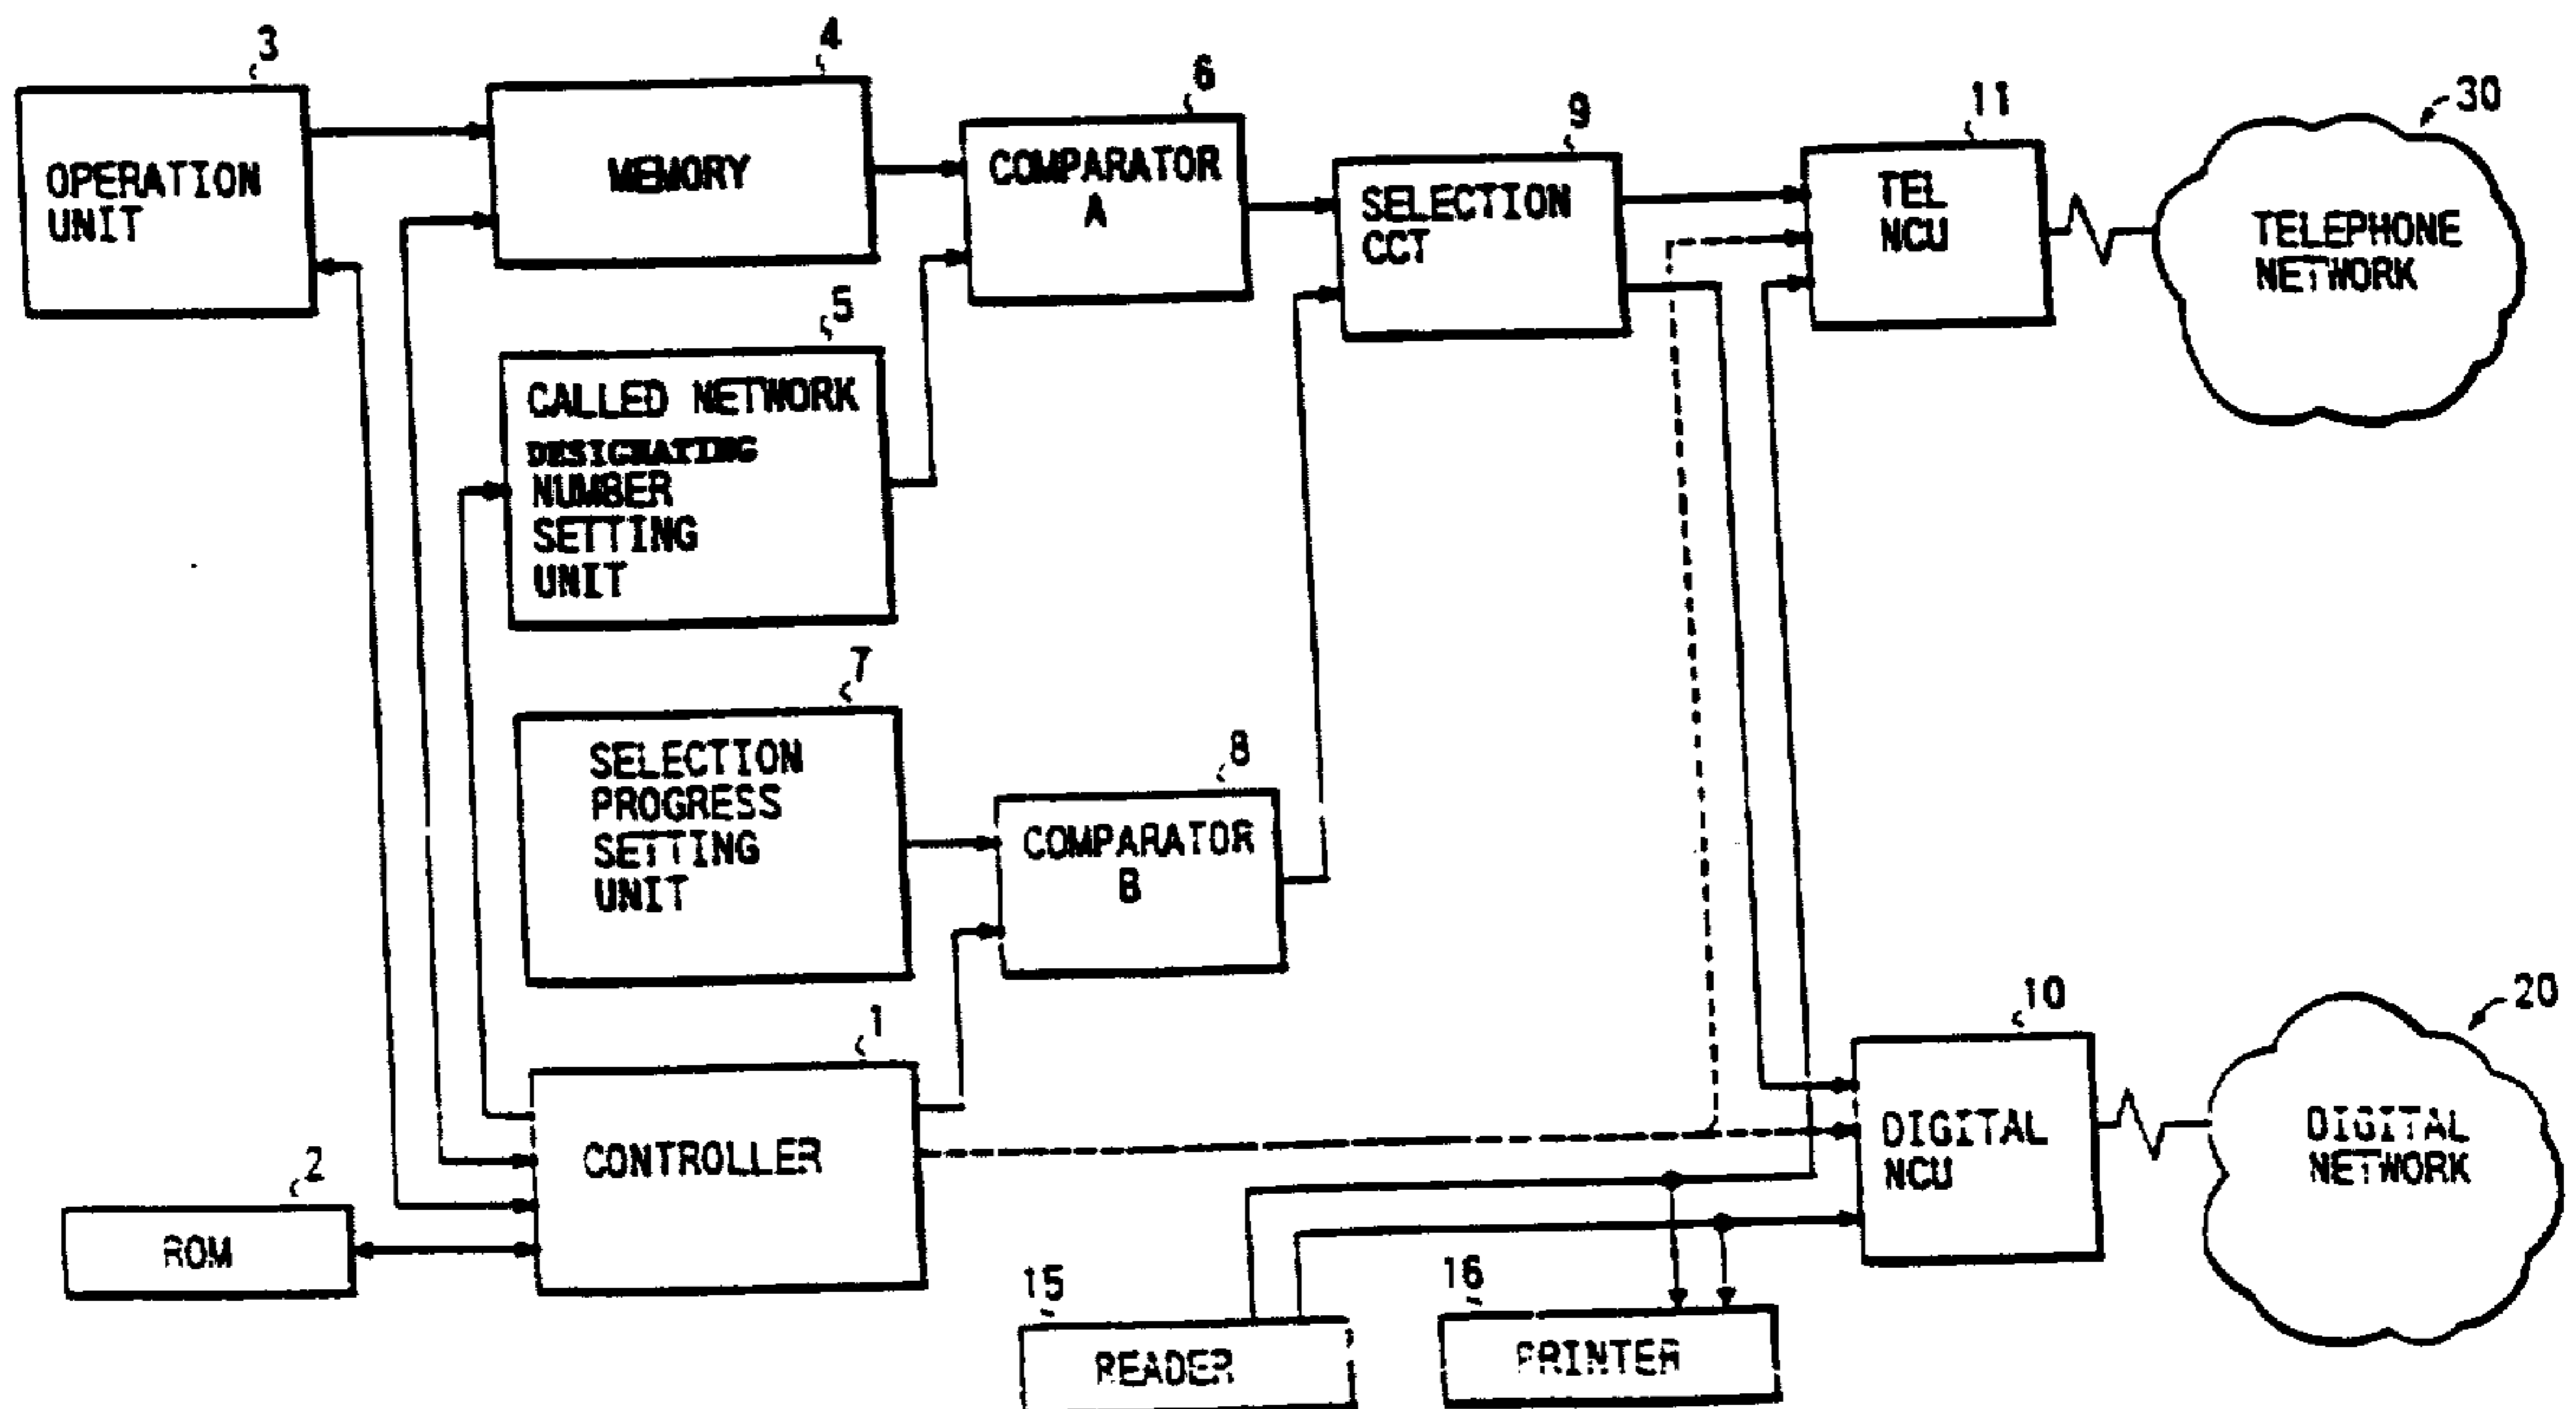 3
OPERATION
UNIT
4
MEMORY
6
COMPARATOR
A
9
SELECTION
CCT
11
TEL
NCU
30
TELEPHONE
NETWORK
5
CALLED NETWORK
DESIGNATING
NUMBER
SETTING
UNIT
7
SELECTION
PROGRESS
SETTING
UNIT
8
COMPARATOR
B
1
CONTROLLER
2
ROM
10
DIGITAL
NCU
20
DIGITAL
NETWORK
15
READER
16
PRINTER